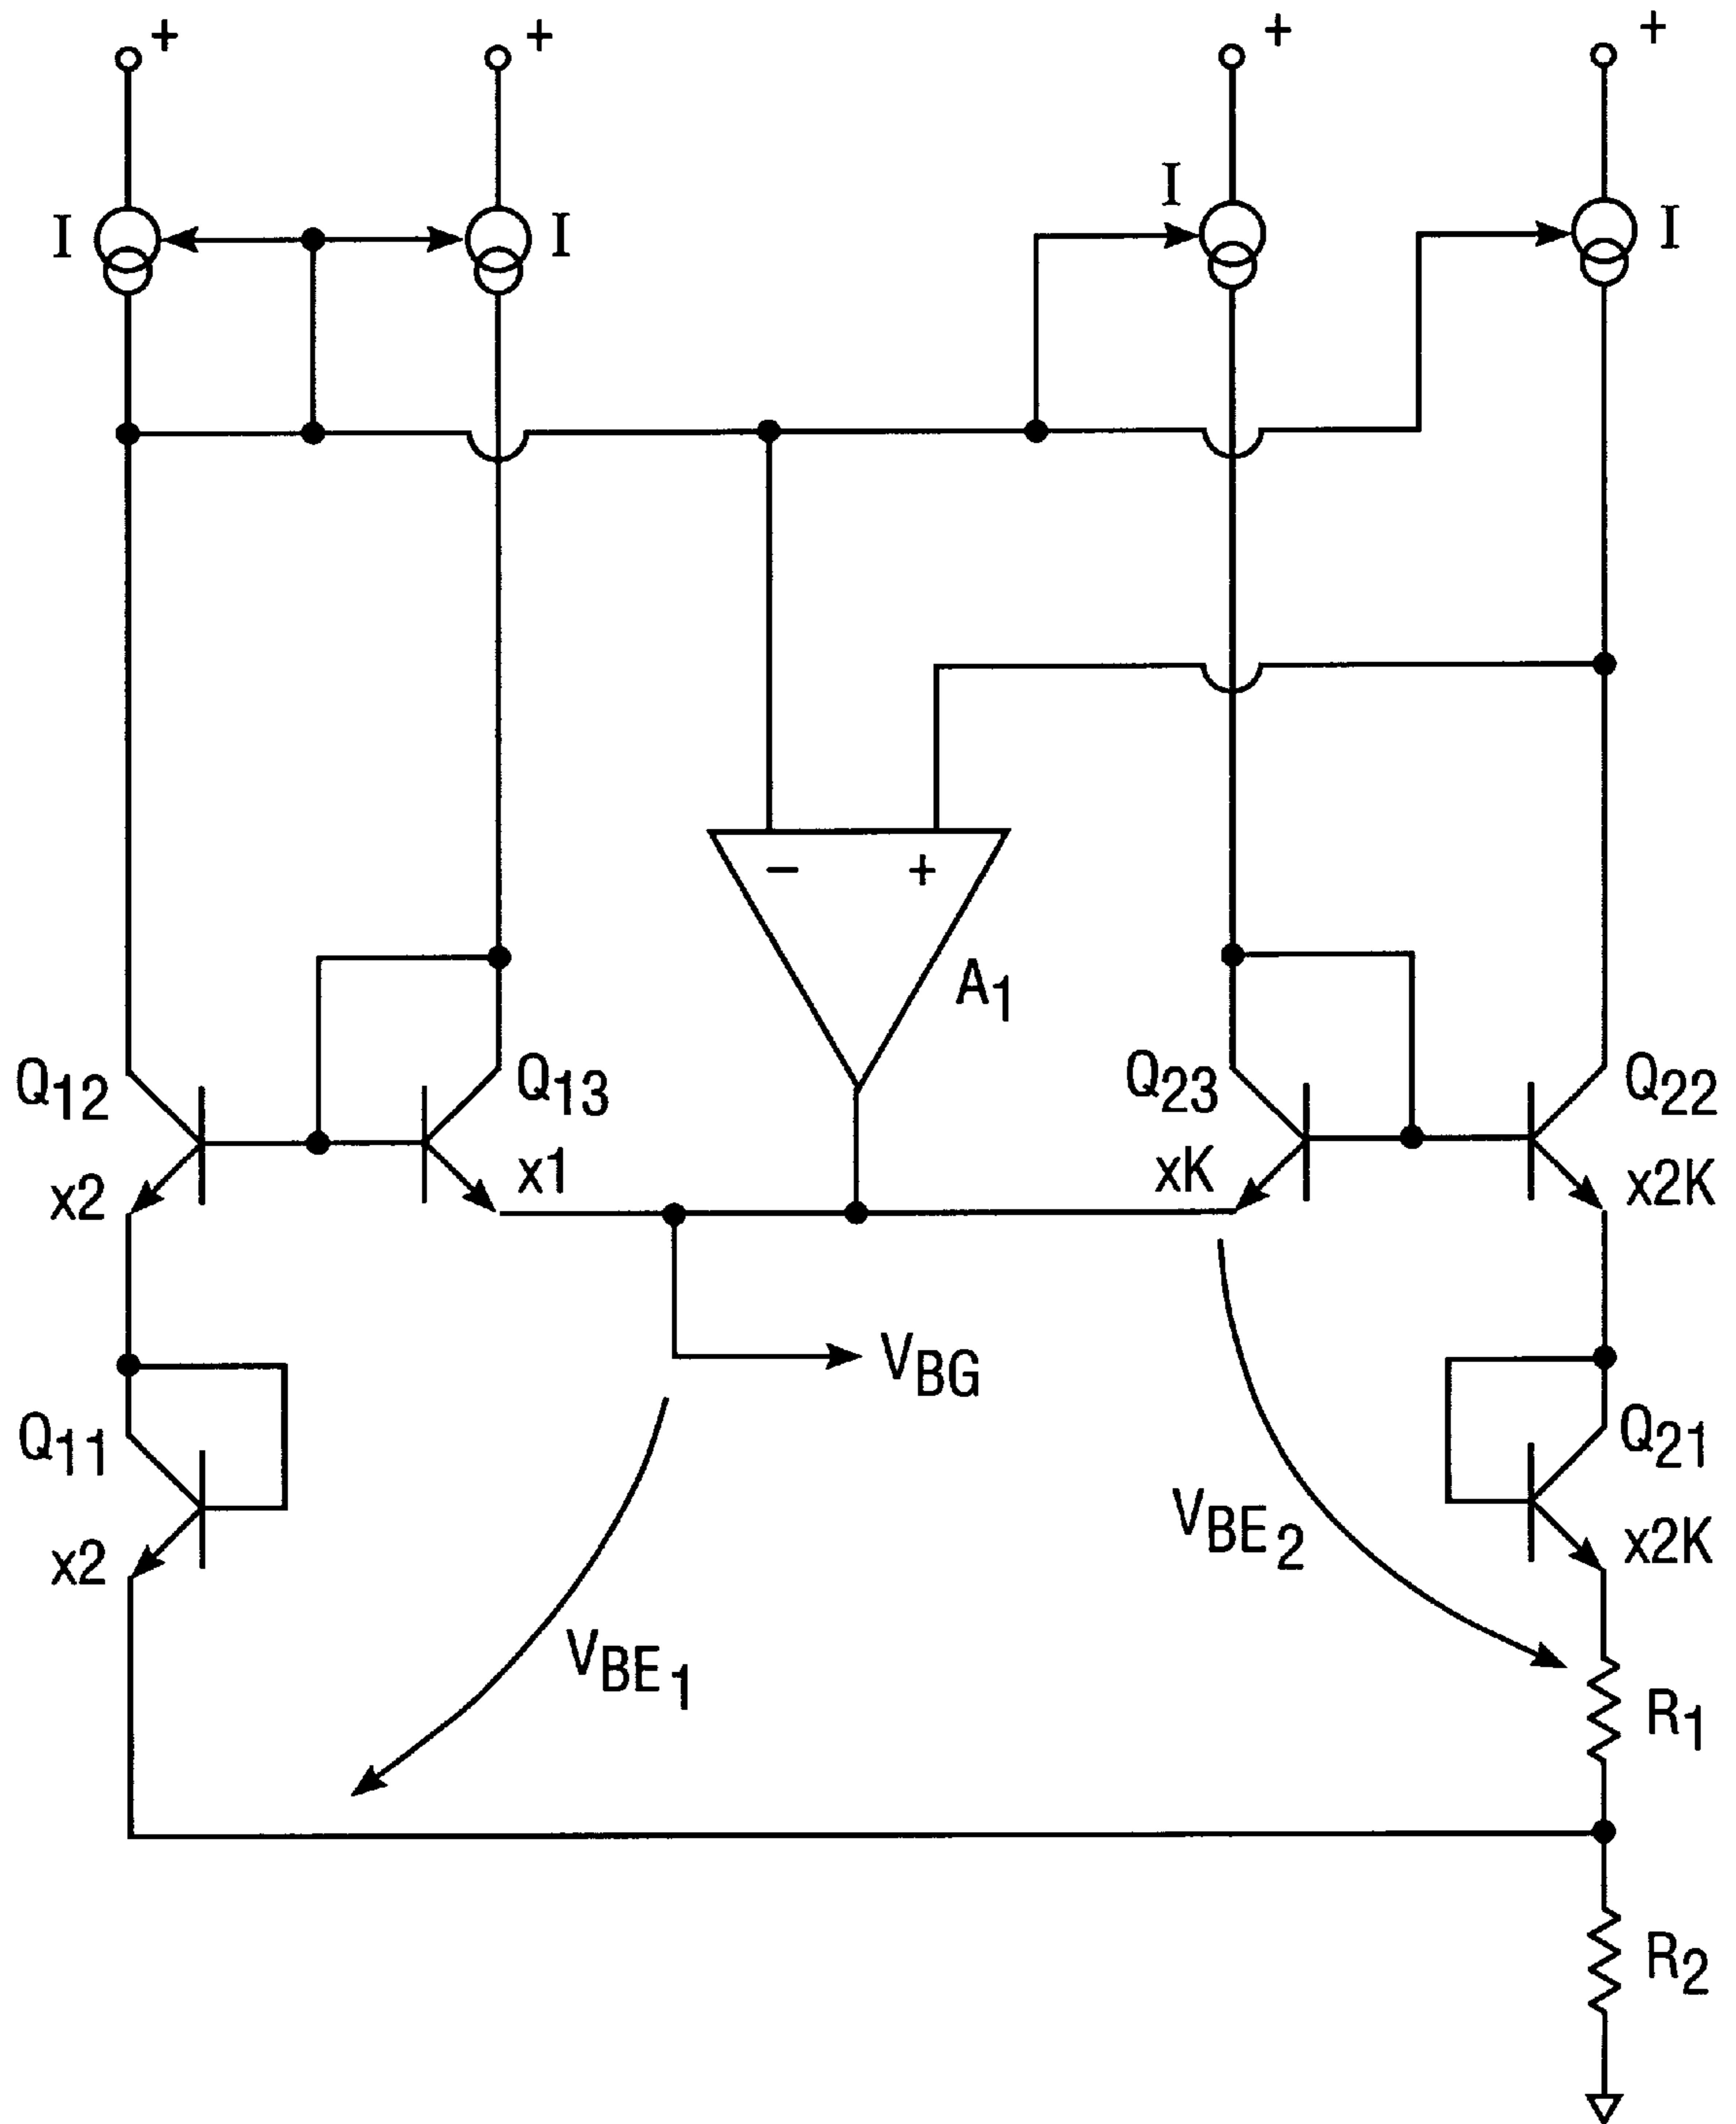 + + + +
I I I I
− +
A1
Q12 Q13 Q23 Q22
x2 x1 xK x2K
VBG
Q11 Q21
VBE2
x2 x2K
VBE1
R1
R2